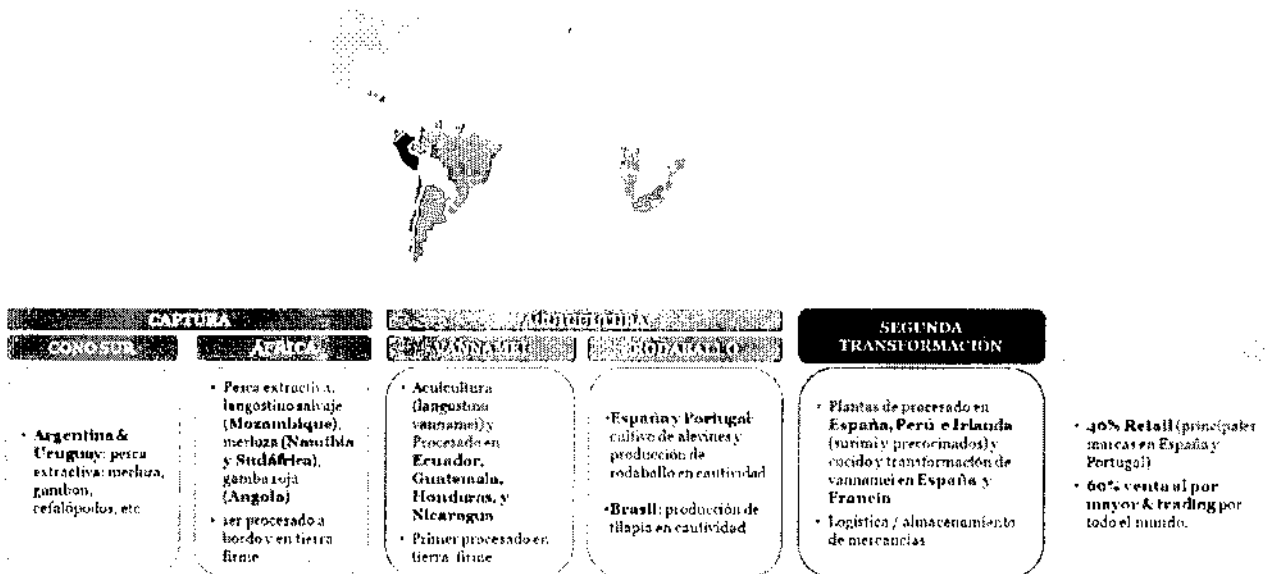 CAPTURA
CONO SUR
ÁFRICA
ACUICULTURA
VANNAMEI
RODABALLO
SEGUNDA
TRANSFORMACIÓN
• Argentina &
Uruguay: pesca
extractiva: merluza,
gambon,
cefalópodos, etc
• Pesca extractiva,
langostino salvaje
(Mozambique),
merluza (Namibia
y Sudáfrica),
gamba roja
(Angola)
• 1er procesado a
bordo y en tierra
firme
• Acuicultura
(langostino
vannamei) y
Procesado en
Ecuador,
Guatemala,
Honduras, y
Nicaragua
• Primer procesado en
tierra firme
•España y Portugal:
cultivo de alevines y
producción de
rodaballo en cautividad
•Brasil: producción de
tilapia en cautividad
• Plantas de procesado en
España, Perú e Irlanda
(surimi y precocinados) y
cocido y transformación de
vannamei en España y
Francia
• Logística / almacenamiento
de mercancías
• 40% Retail (principales
marcas en España y
Portugal)
• 60% venta al por
mayor & trading por
todo el mundo.